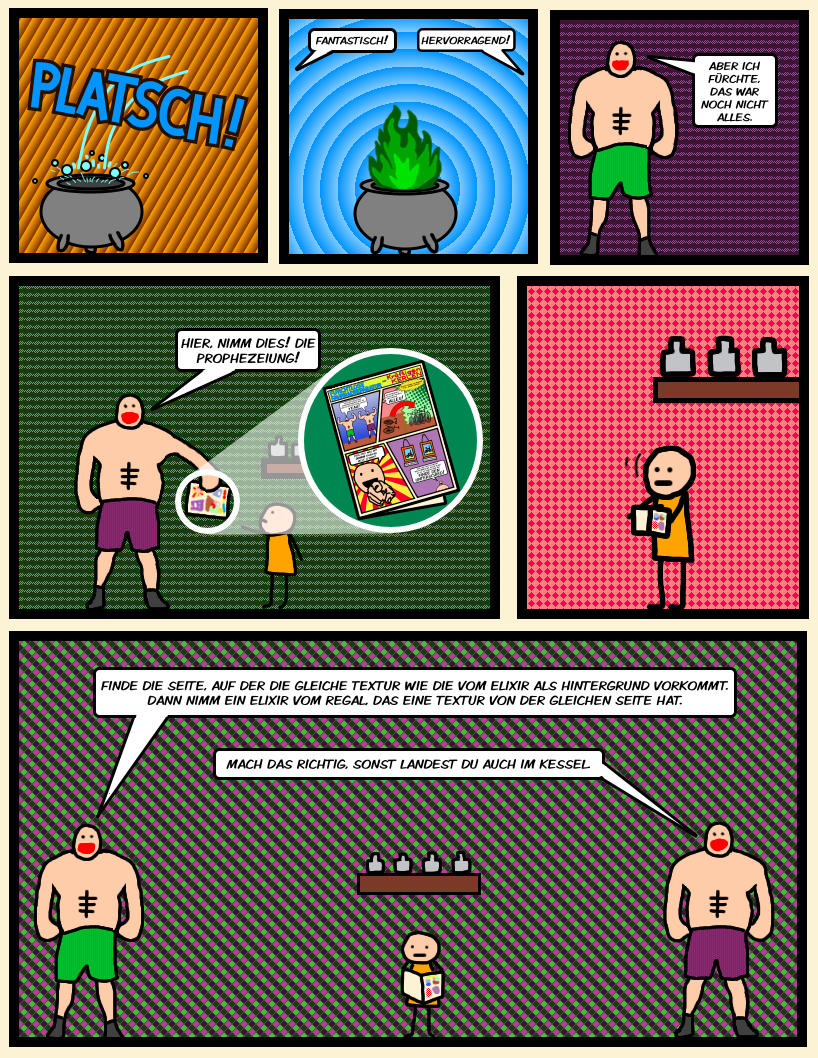 PLATSCH!
FANTASTISCH!
HERVORRAGEND!
ABER ICH
FÜRCHTE,
DAS WAR
NOCH NICHT
ALLES.
HIER, NIMM DIES! DIE
PROPHEZEIUNG!
FINDE DIE SEITE, AUF DER DIE GLEICHE TEXTUR WIE DIE VOM ELIXIR ALS HINTERGRUND VORKOMMT.
DANN NIMM EIN ELIXIR VOM REGAL, DAS EINE TEXTUR VON DER GLEICHEN SEITE HAT.
MACH DAS RICHTIG, SONST LANDEST DU AUCH IM KESSEL.